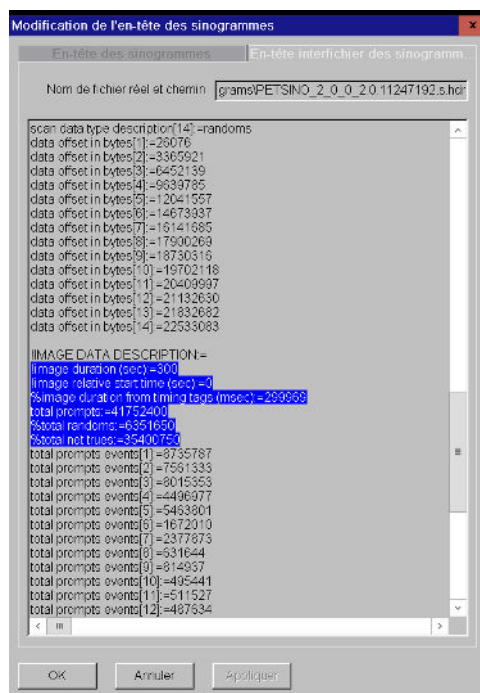 Modification de l'en-tête des sinogrammes
En-tête des sinogrammes
En-tête interfichier des sinogramm...
Nom de fichier réel et chemin
grams\PETSINO_2_0_0_2.0.11247192.s.hdr
scan data type description[14]:=randoms
data offset in bytes[1]:=26076
data offset in bytes[2]:=3365921
data offset in bytes[3]:=6452139
data offset in bytes[4]:=9639785
data offset in bytes[5]:=12041557
data offset in bytes[6]:=14673937
data offset in bytes[7]:=16141685
data offset in bytes[8]:=17900269
data offset in bytes[9]:=18730316
data offset in bytes[10]:=19702118
data offset in bytes[11]:=20409997
data offset in bytes[12]:=21132630
data offset in bytes[13]:=21832682
data offset in bytes[14]:=22533083
!IMAGE DATA DESCRIPTION:=
!image duration (sec):=300
!image relative start time (sec):=0
%image duration from timing tags (msec):=299969
total prompts:=41752400
%total randoms:=6351650
%total net trues:=35400750
total prompts events[1]:=8735787
total prompts events[2]:=7561333
total prompts events[3]:=8015353
total prompts events[4]:=4496977
total prompts events[5]:=5463801
total prompts events[6]:=1672010
total prompts events[7]:=2377873
total prompts events[8]:=631644
total prompts events[9]:=814937
total prompts events[10]:=495441
total prompts events[11]:=511527
total prompts events[12]:=487634
OK
Annuler
Appliquer